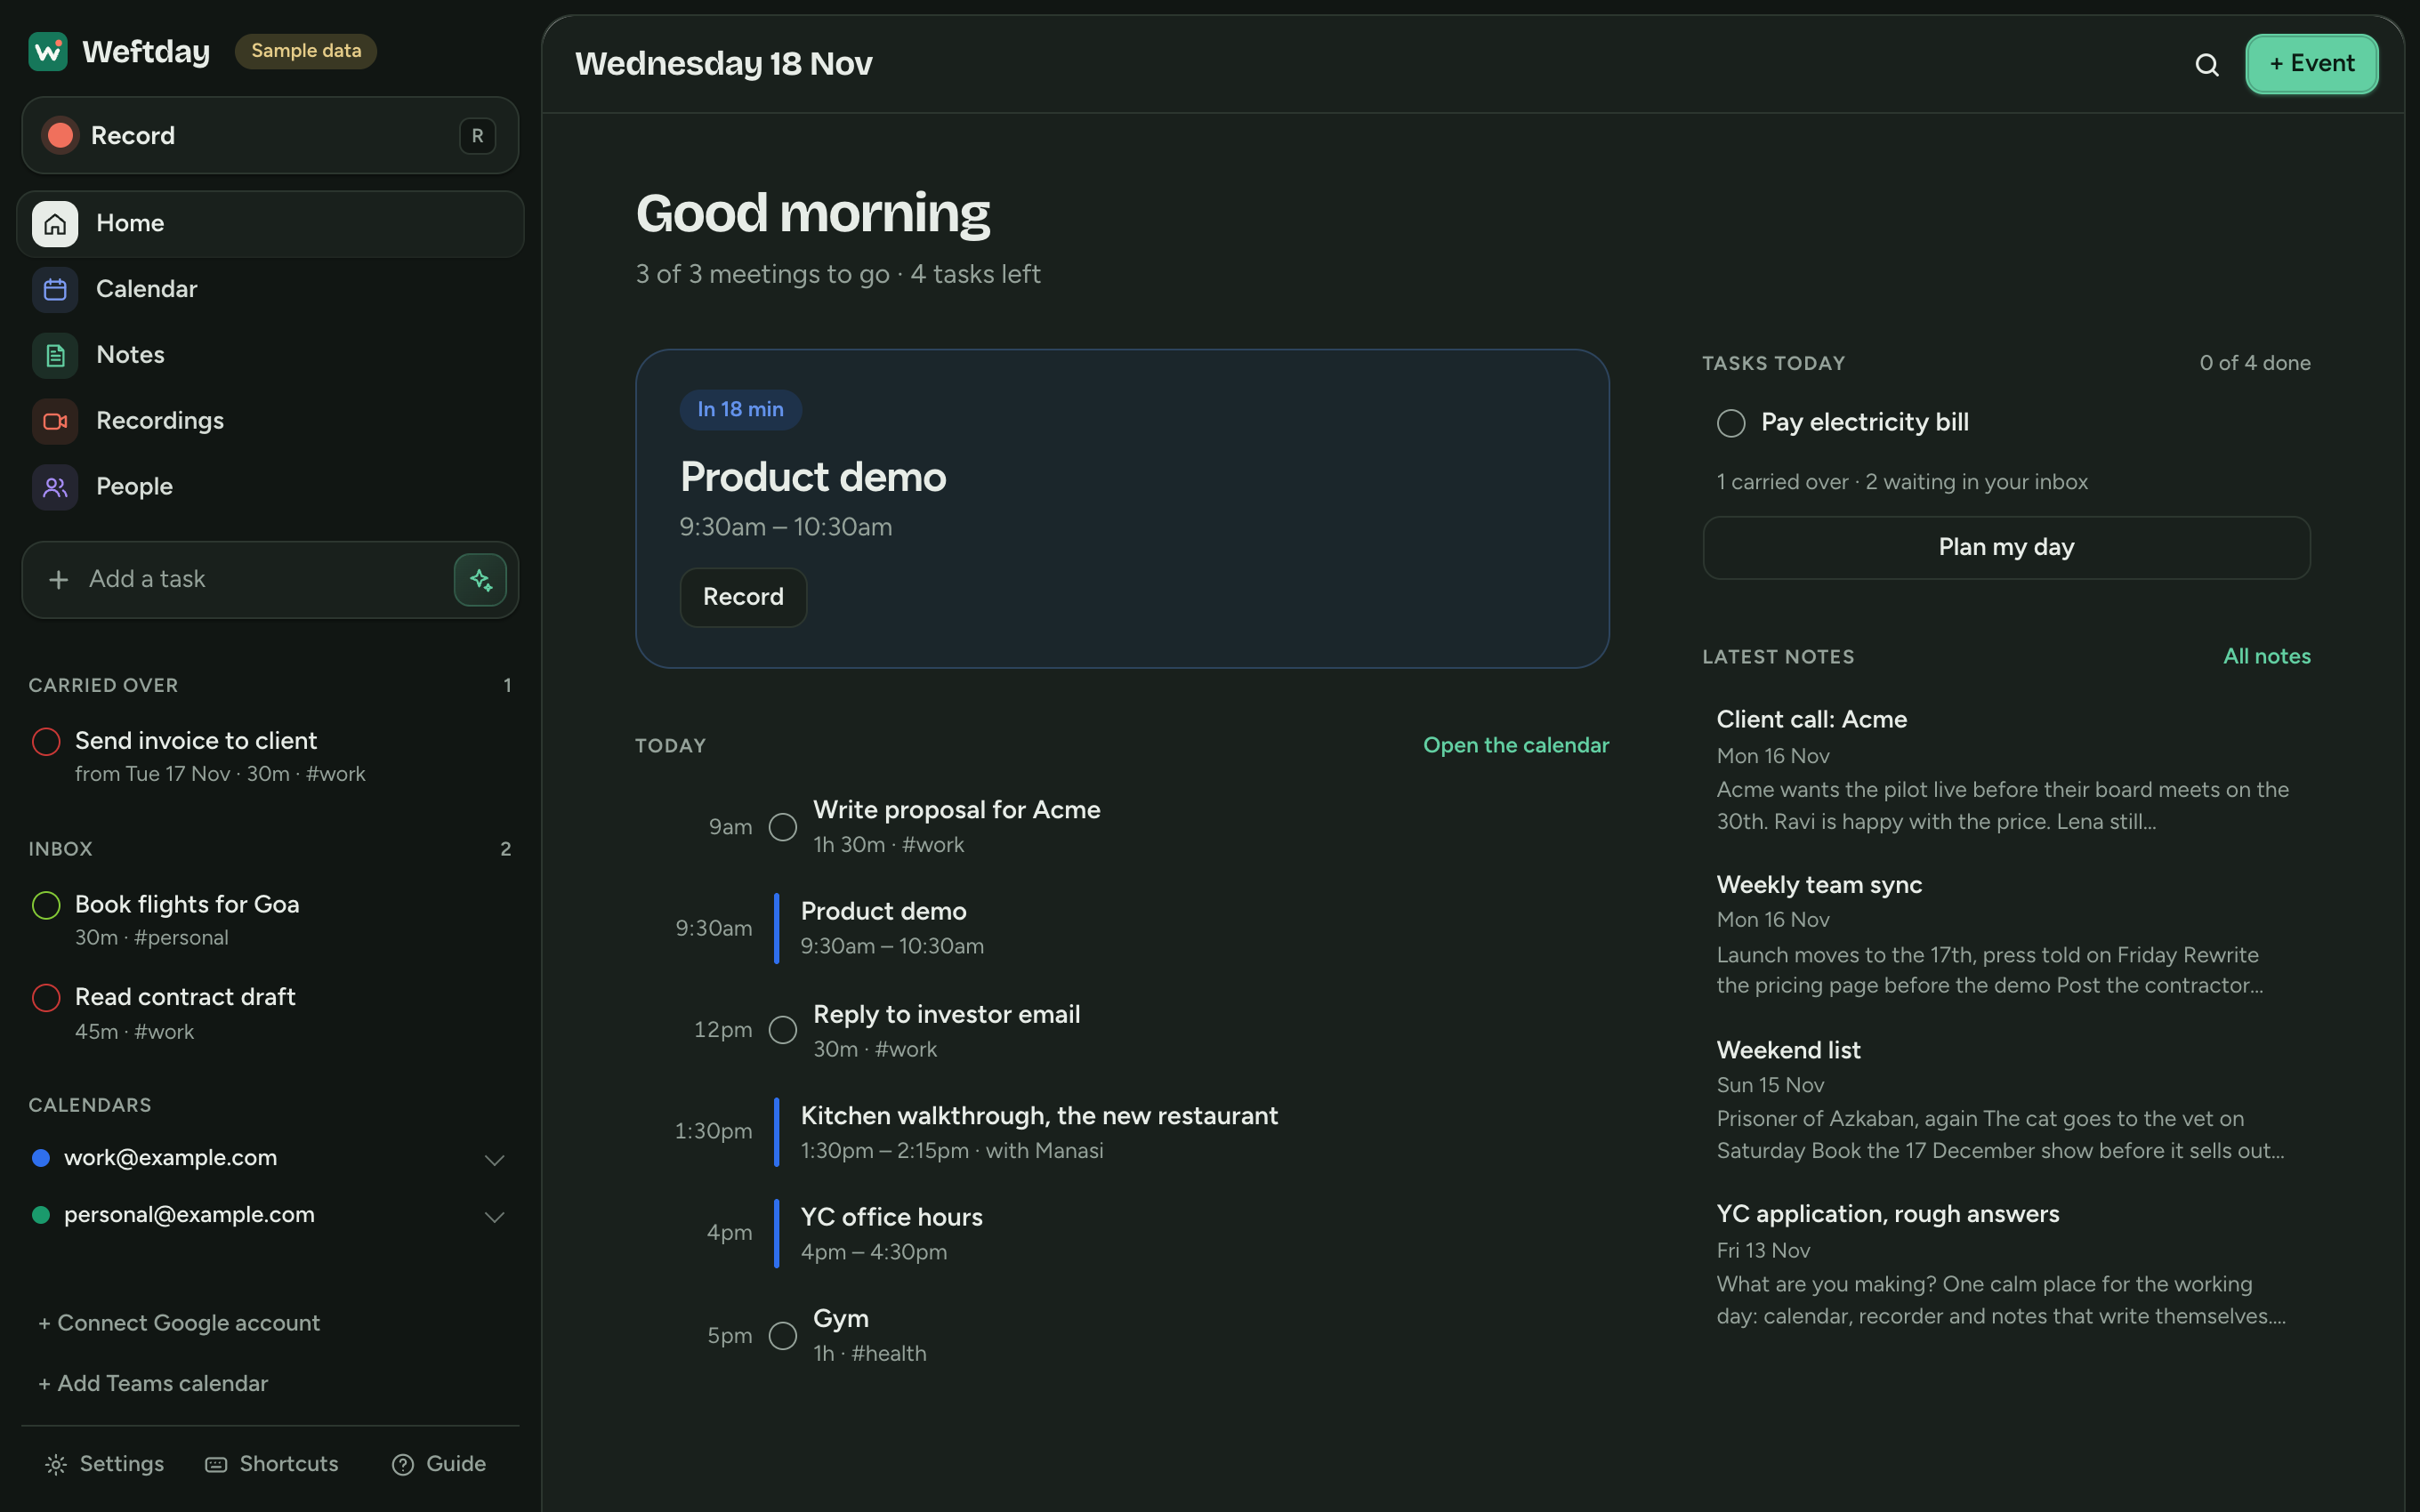 Weftday
Sample data
Record
R
Home
Calendar
Notes
Recordings
People
Add a task
CARRIED OVER 1
Send invoice to client
from Tue 17 Nov · 30m · #work
INBOX 2
Book flights for Goa
30m · #personal
Read contract draft
45m · #work
CALENDARS
work@example.com
personal@example.com
+ Connect Google account
+ Add Teams calendar
Settings
Shortcuts
Guide
Wednesday 18 Nov
+ Event
Good morning
3 of 3 meetings to go · 4 tasks left
In 18 min
Product demo
9:30am – 10:30am
Record
TODAY
Open the calendar
9am
Write proposal for Acme
1h 30m · #work
9:30am
Product demo
9:30am – 10:30am
12pm
Reply to investor email
30m · #work
1:30pm
Kitchen walkthrough, the new restaurant
1:30pm – 2:15pm · with Manasi
4pm
YC office hours
4pm – 4:30pm
5pm
Gym
1h · #health
TASKS TODAY
0 of 4 done
Pay electricity bill
1 carried over · 2 waiting in your inbox
Plan my day
LATEST NOTES
All notes
Client call: Acme
Mon 16 Nov
Acme wants the pilot live before their board meets on the
30th. Ravi is happy with the price. Lena still...
Weekly team sync
Mon 16 Nov
Launch moves to the 17th, press told on Friday Rewrite
the pricing page before the demo Post the contractor...
Weekend list
Sun 15 Nov
Prisoner of Azkaban, again The cat goes to the vet on
Saturday Book the 17 December show before it sells out...
YC application, rough answers
Fri 13 Nov
What are you making? One calm place for the working
day: calendar, recorder and notes that write themselves....